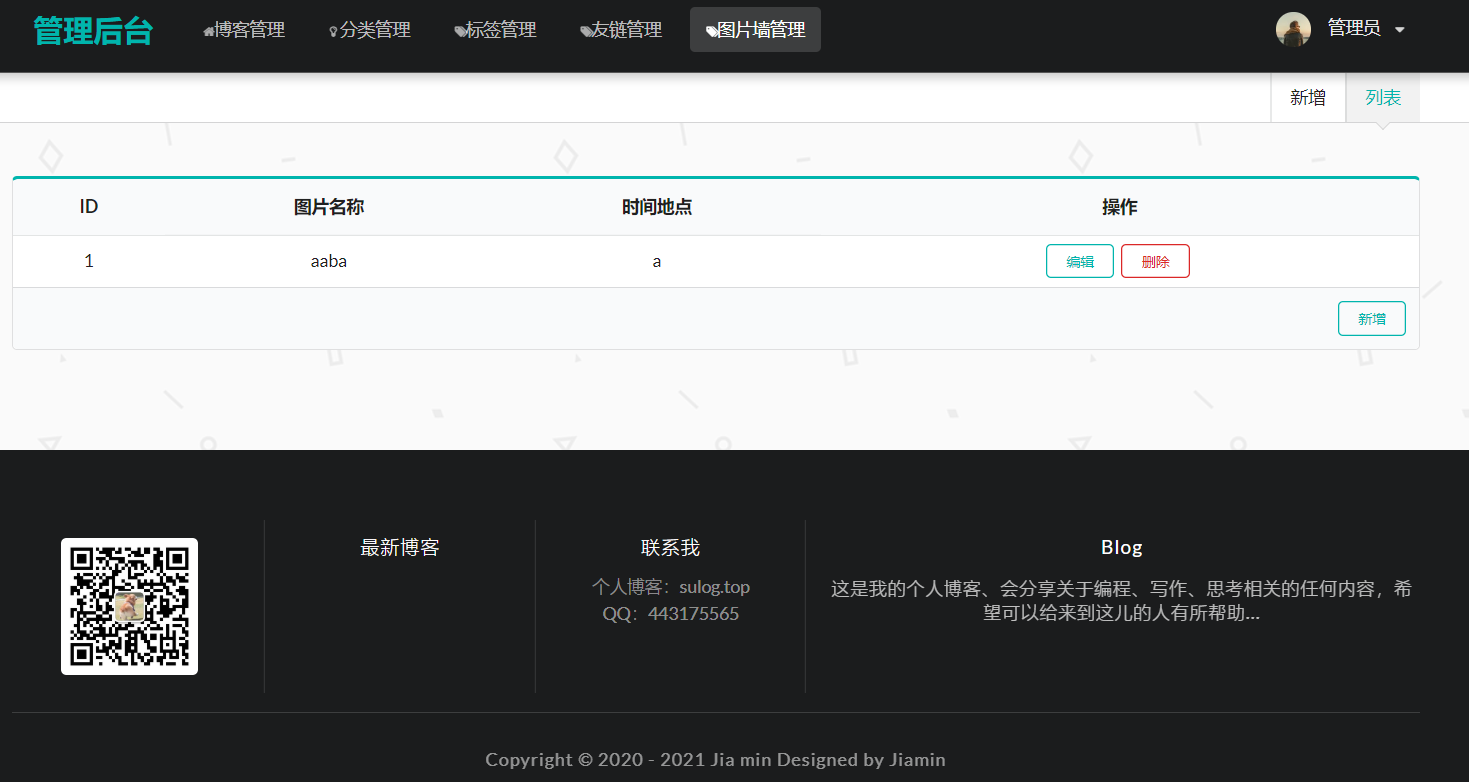 管理后台 博客管理 分类管理 标签管理 友链管理 图片墙管理 管理员
新增 列表
ID 图片名称 时间地点 操作
1 aaba a 编辑 删除
新增
最新博客
联系我
个人博客：sulog.top
QQ：443175565
Blog
这是我的个人博客、会分享关于编程、写作、思考相关的任何内容，希
望可以给来到这儿的人有所帮助...
Copyright © 2020 - 2021 Jia min Designed by Jiamin